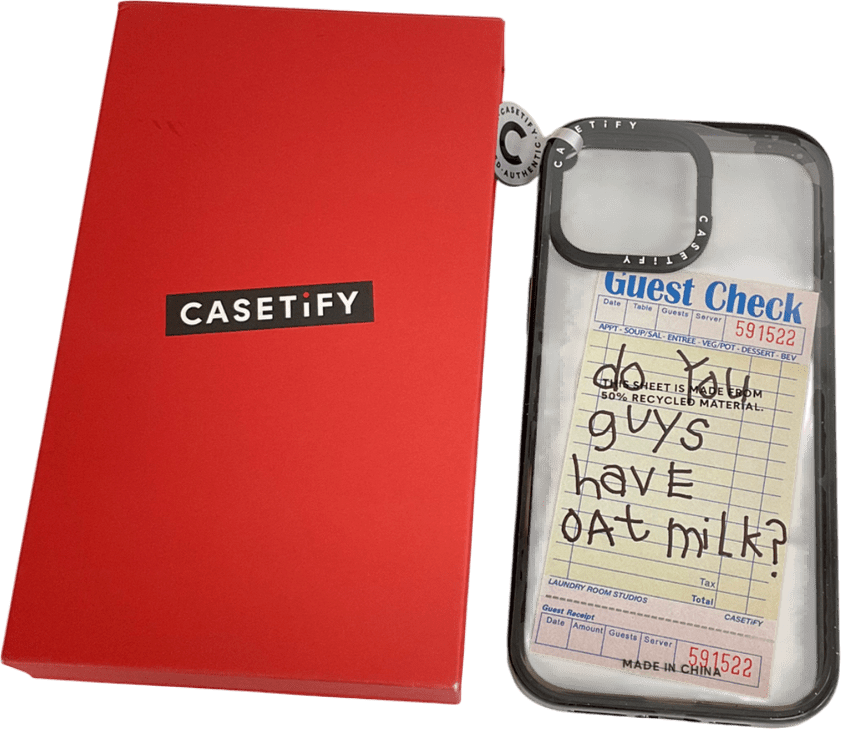 CASETiFY
CASETiFY
C
AUTHENTIC
CASETiFY
CASETiFY
Guest Check
Date Table Guests Server 591522
APPT - SOUP/SAL - ENTREE - VEG/POT - DESSERT - BEV
do You
THIS SHEET IS MADE FROM
50% RECYCLED MATERIAL.
guys
havE
OAt miLk?
Tax
Total
LAUNDRY ROOM STUDIOS CASETiFY
Guest Receipt
Date Amount Guests Server 591522
MADE IN CHINA